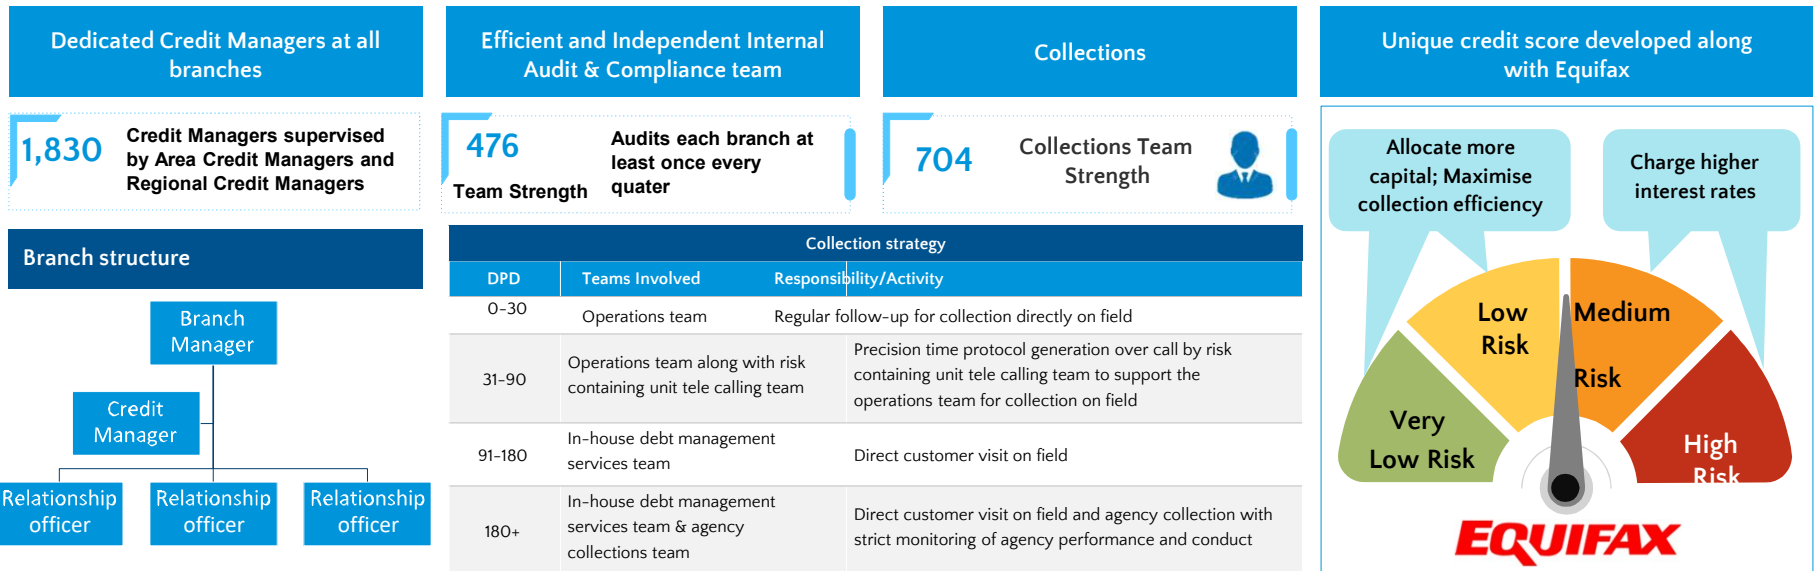 Dedicated Credit Managers at all
branches
1,830
Credit Managers supervised
by Area Credit Managers and
Regional Credit Managers
Branch structure
Branch
Manager
Credit
Manager
Relationship
officer
Relationship
officer
Relationship
officer
Efficient and Independent Internal
Audit & Compliance team
476
Team Strength
Audits each branch at
least once every
quater
Collections
704
Collections Team
Strength
Collection strategy
DPD Teams Involved Responsibility/Activity
0-30 Operations team Regular follow-up for collection directly on field
31-90
Operations team along with risk
containing unit tele calling team
Precision time protocol generation over call by risk
containing unit tele calling team to support the
operations team for collection on field
91-180
In-house debt management
services team
Direct customer visit on field
180+
In-house debt management
services team & agency
collections team
Direct customer visit on field and agency collection with
strict monitoring of agency performance and conduct
Unique credit score developed along
with Equifax
Allocate more
capital; Maximise
collection efficiency
Charge higher
interest rates
Very
Low Risk
Low
Risk
Medium
Risk
High
Risk
EQUIFAX